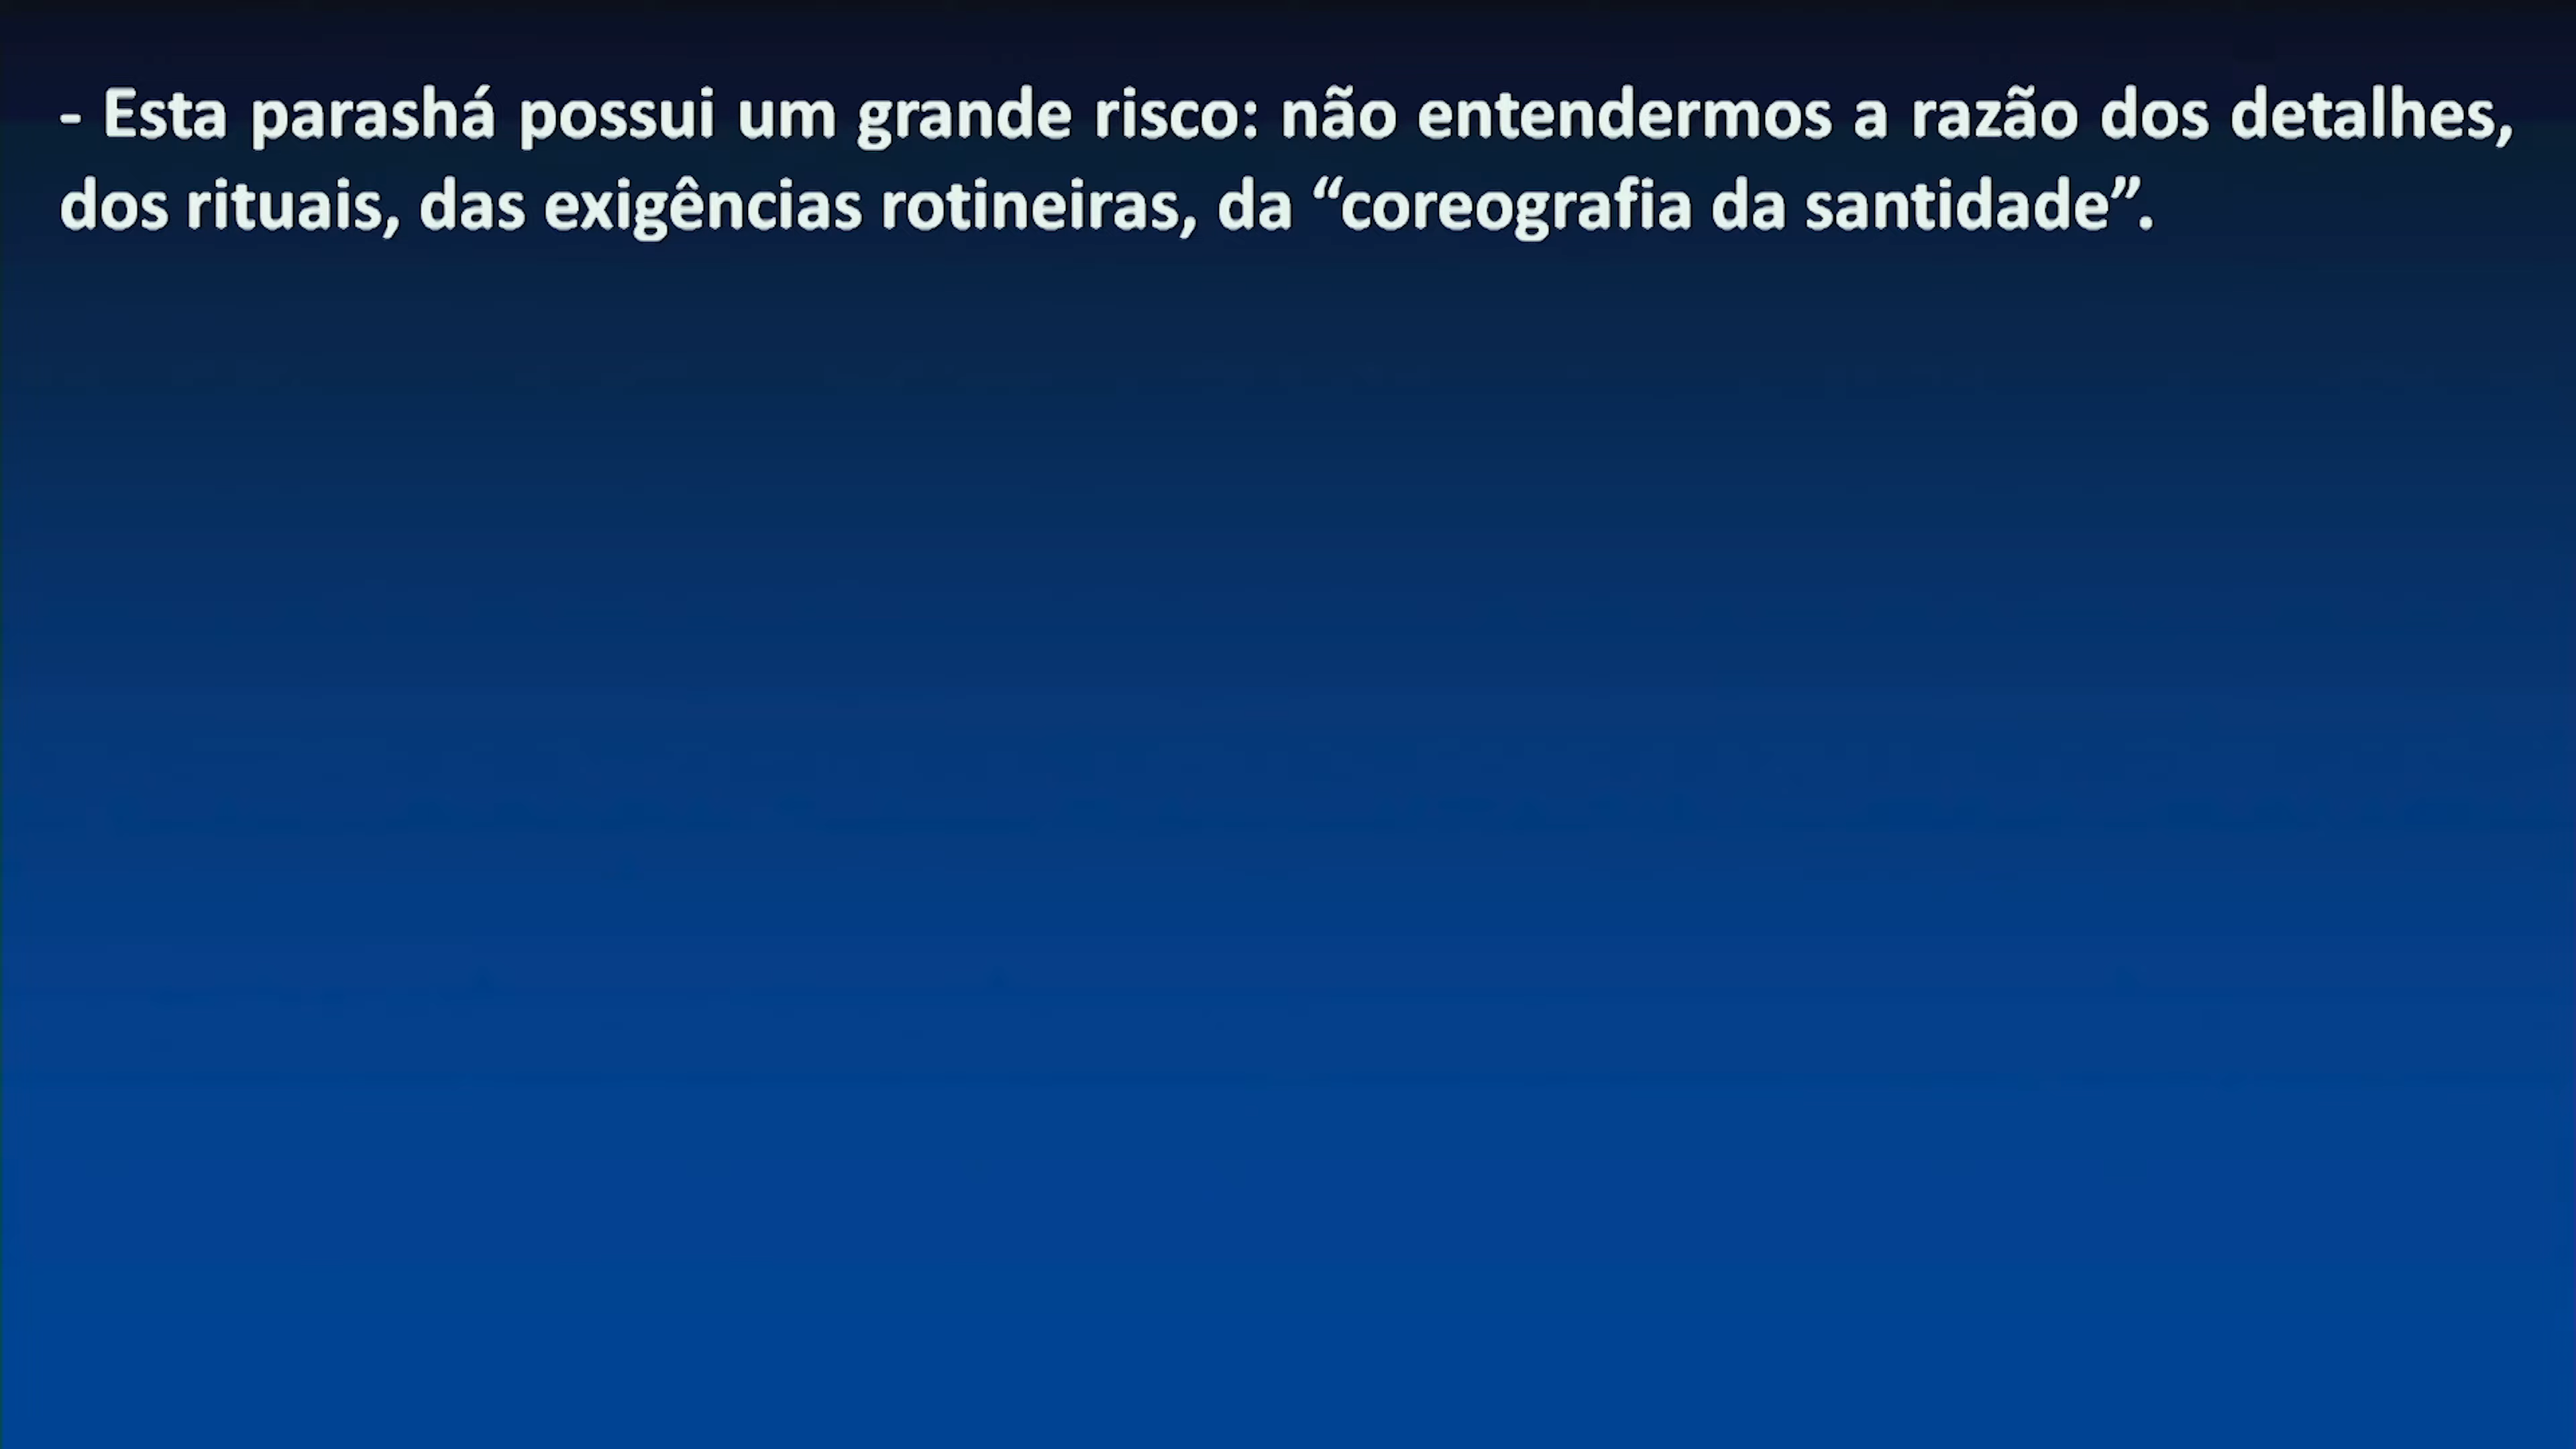 - Esta parashá possui um grande risco: não entendermos a razão dos detalhes,
dos rituais, das exigências rotineiras, da “coreografia da santidade”.